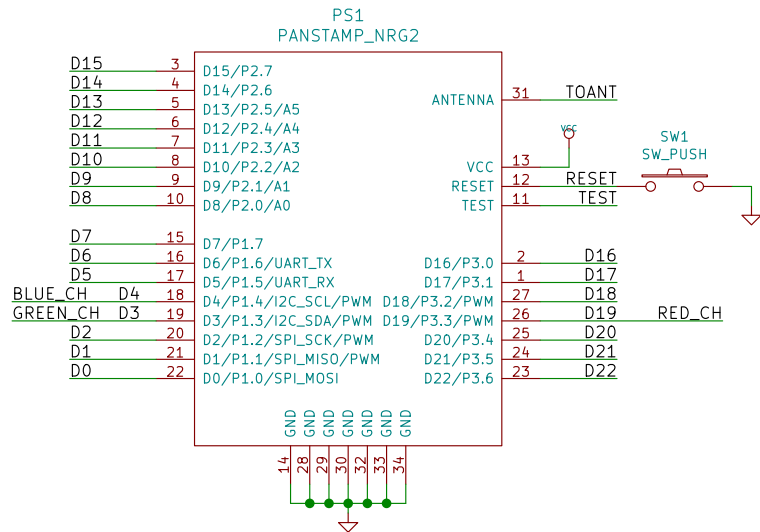 PS1
PANSTAMP_NRG2
D15 3 D15/P2.7
D14 4 D14/P2.6
D13 5 D13/P2.5/A5
D12 6 D12/P2.4/A4
D11 7 D11/P2.3/A3
D10 8 D10/P2.2/A2
D9 9 D9/P2.1/A1
D8 10 D8/P2.0/A0
D7 15 D7/P1.7
D6 16 D6/P1.6/UART_TX
D5 17 D5/P1.5/UART_RX
BLUE_CH D4 18 D4/P1.4/I2C_SCL/PWM
GREEN_CH D3 19 D3/P1.3/I2C_SDA/PWM
D2 20 D2/P1.2/SPI_SCK/PWM
D1 21 D1/P1.1/SPI_MISO/PWM
D0 22 D0/P1.0/SPI_MOSI
ANTENNA 31 TOANT
VCC
VCC 13
RESET 12 RESET
TEST 11 TEST
SW1
SW_PUSH
D16/P3.0 2 D16
D17/P3.1 1 D17
D18/P3.2/PWM 27 D18
D19/P3.3/PWM 26 D19 RED_CH
D20/P3.4 25 D20
D21/P3.5 24 D21
D22/P3.6 23 D22
GND GND GND GND GND GND GND
14 28 29 30 32 33 34